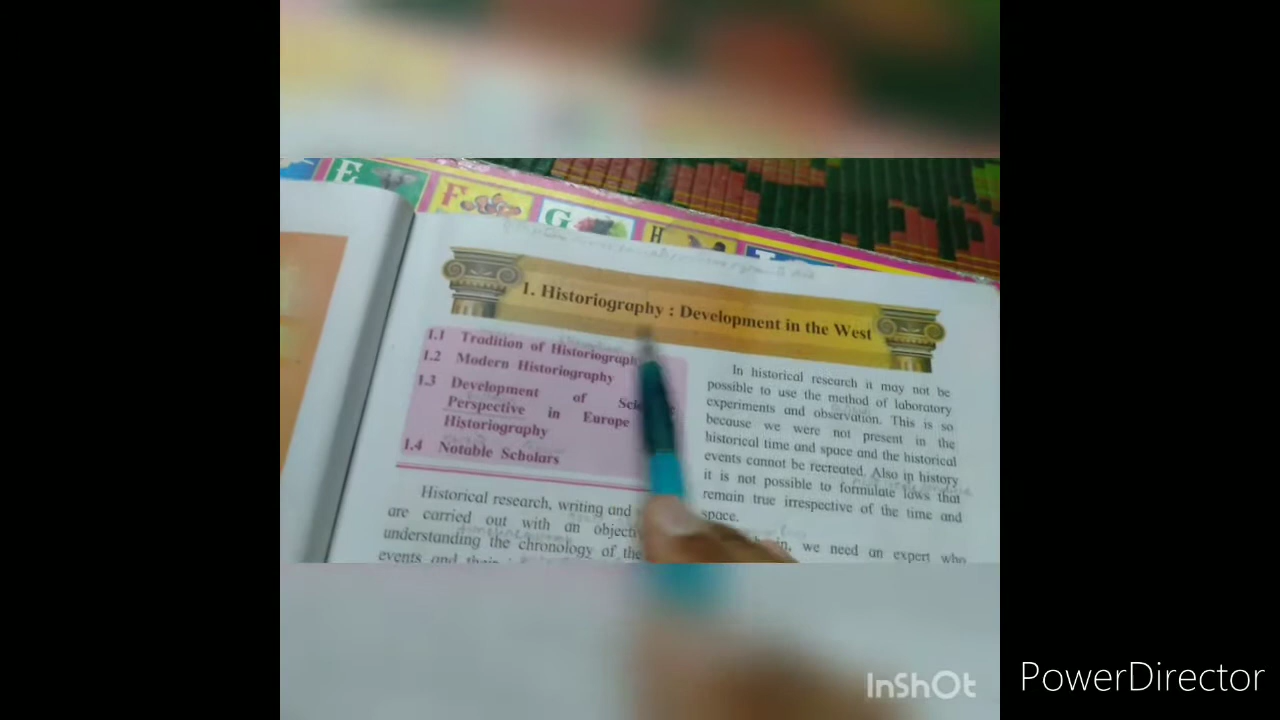 E
F
G
H
1. Historiography : Development in the West
1.1 Tradition of Historiography
1.2 Modern Historiography
1.3 Development of
Perspective in Europe
Historiography
1.4 Notable Scholars
Historical research, writing and
are carried out with an
understanding the chronology of the
events and their
In historical research it may not be
possible to use the method of laboratory
experiments and observation. This is so
because we were not present in the
historical time and space and the historical
events cannot be recreated. Also in history
it is not possible to formulate laws that
remain true irrespective of the time and
space.
we need an expert who
InShOt
PowerDirector